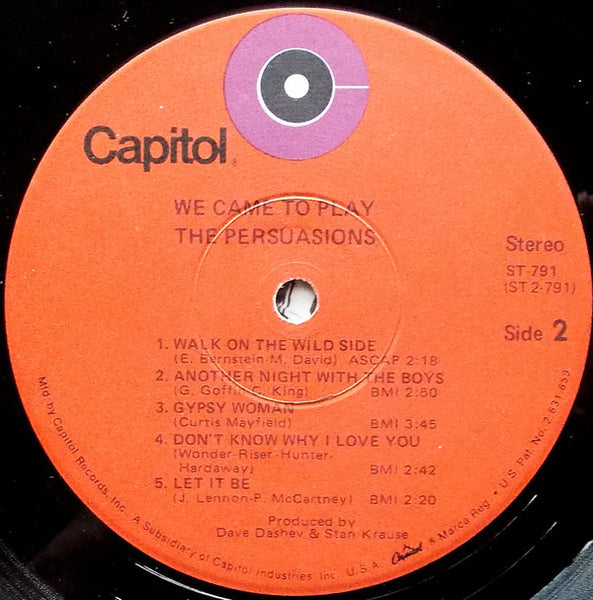 Capitol®
WE CAME TO PLAY
THE PERSUASIONS
Stereo
ST-791
(ST 2-791)
Side 2
1. WALK ON THE WILD SIDE
(E. Bernstein-M. David) ASCAP 2:18
2. ANOTHER NIGHT WITH THE BOYS
(G. Goffin-C. King) BMI 2:50
3. GYPSY WOMAN
(Curtis Mayfield) BMI 3:45
4. DON'T KNOW WHY I LOVE YOU
(Wonder-Riser-Hunter-
Hardaway) BMI 2:42
5. LET IT BE
(J. Lennon-P. McCartney) BMI 2:20
Produced by
Dave Dashev & Stan Krause
Mfd by Capitol Records, Inc. A Subsidiary of Capitol Industries, Inc. U.S.A. Capitol ® Marca Reg. • U.S. Pat. No. 2,631,859